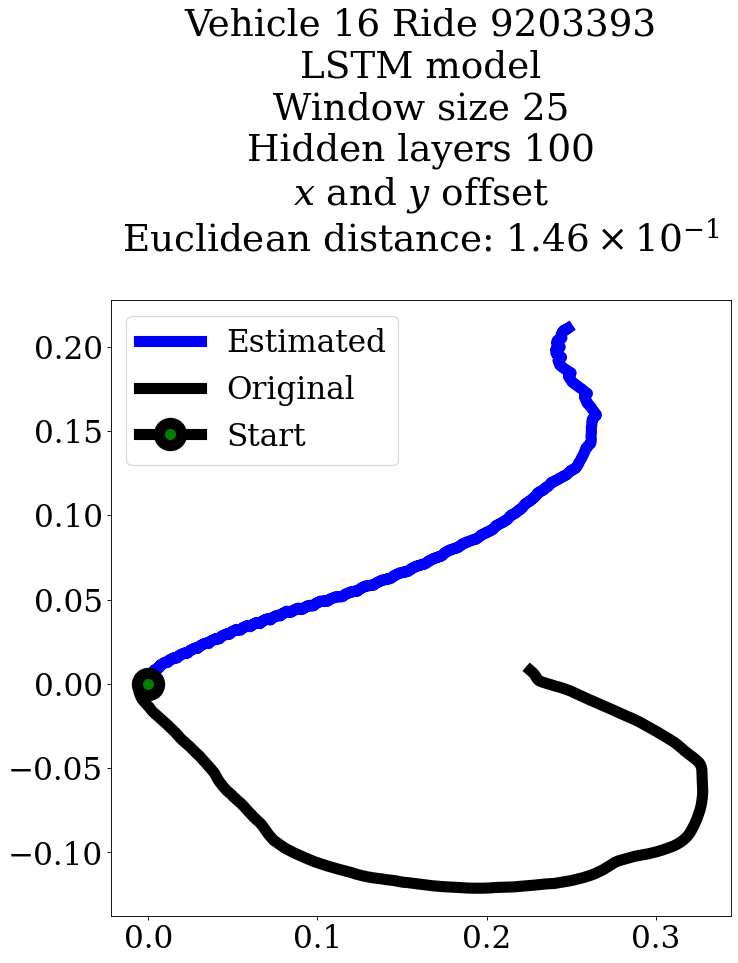 Vehicle 16 Ride 9203393
LSTM model
Window size 25
Hidden layers 100
x and y offset
Euclidean distance: 1.46 × 10⁻¹
Estimated
Original
Start
0.20
0.15
0.10
0.05
0.00
−0.05
−0.10
0.0 0.1 0.2 0.3